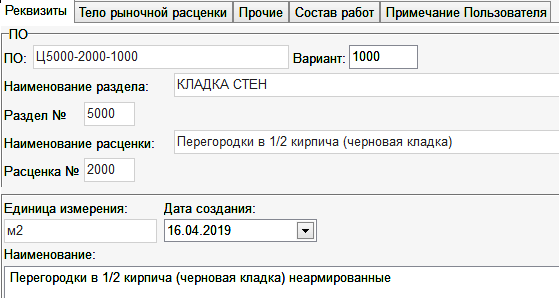 Реквизиты Тело рыночной расценки Прочие Состав работ Примечание Пользователя
ПО
ПО: Ц5000-2000-1000 Вариант: 1000
Наименование раздела: КЛАДКА СТЕН
Раздел № 5000
Наименование расценки: Перегородки в 1/2 кирпича (черновая кладка)
Расценка № 2000
Единица измерения: Дата создания:
м2 16.04.2019
Наименование:
Перегородки в 1/2 кирпича (черновая кладка) неармированные